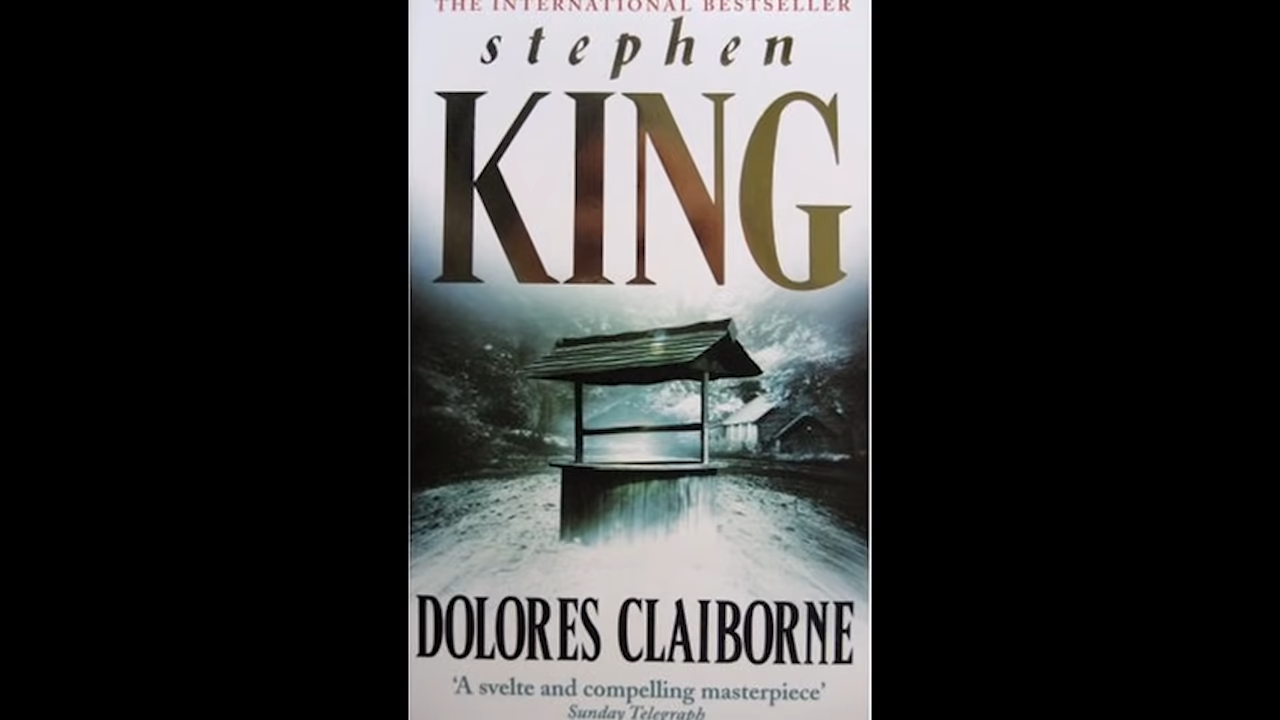 THE INTERNATIONAL BESTSELLER
stephen
KING
DOLORES CLAIBORNE
‘A svelte and compelling masterpiece’
Sunday Telegraph